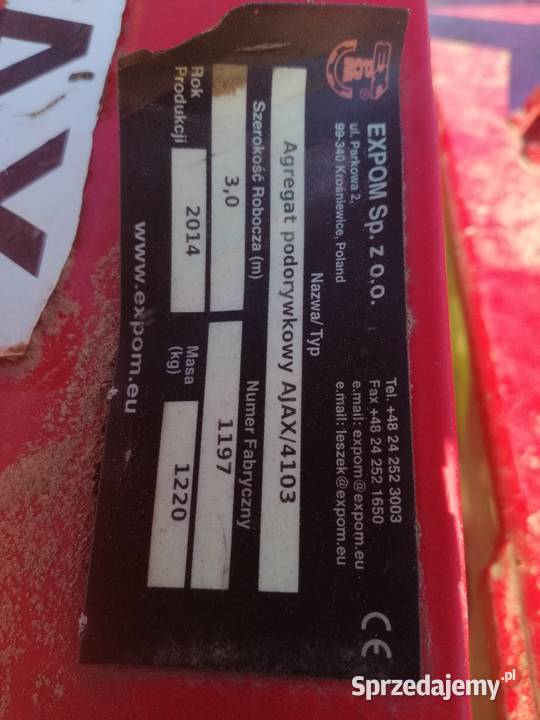 EXPOM Sp. z o.o.
ul. Parkowa 2,
99-340 Krośniewice, Poland
Tel. +48 24 252 3003
Fax +48 24 252 1650
e.mail: expom@expom.eu
e.mail: leszek@expom.eu
Nazwa/ Typ
Agregat podorywkowy AJAX/4103
Szerokość Robocza (m)
Numer Fabryczny
3,0
1197
Rok
Produkcji
2014
Masa
(kg)
1220
www.expom.eu
AX
Sprzedajemy.pl